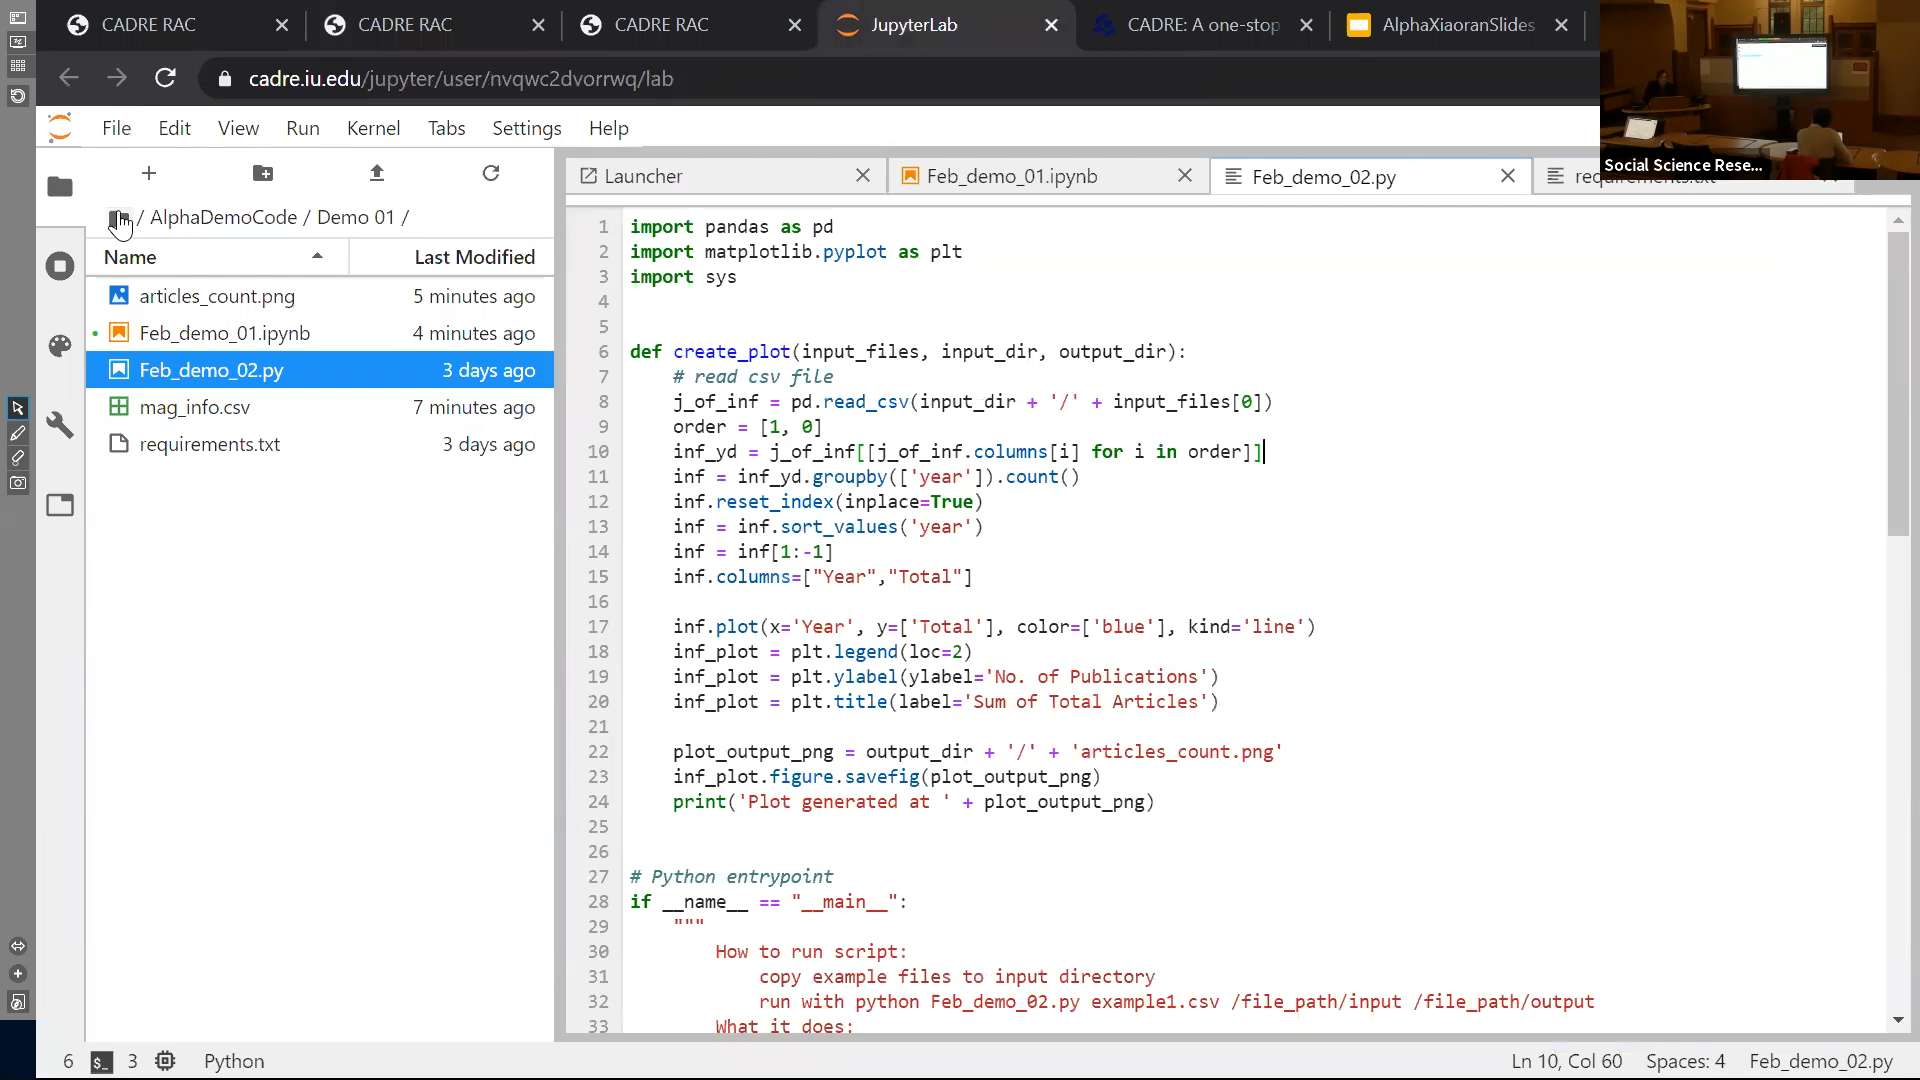 CADRE RAC
CADRE RAC
CADRE RAC
JupyterLab
CADRE: A one-stop
AlphaXiaoranSlides
cadre.iu.edu/jupyter/user/nvqwc2dvorrwq/lab
File Edit View Run Kernel Tabs Settings Help
Social Science Rese...
/ AlphaDemoCode / Demo 01 /
Name Last Modified
articles_count.png 5 minutes ago
Feb_demo_01.ipynb 4 minutes ago
Feb_demo_02.py 3 days ago
mag_info.csv 7 minutes ago
requirements.txt 3 days ago
Launcher
Feb_demo_01.ipynb
Feb_demo_02.py
requirements.txt
1 import pandas as pd
2 import matplotlib.pyplot as plt
3 import sys
4
5
6 def create_plot(input_files, input_dir, output_dir):
7 # read csv file
8 j_of_inf = pd.read_csv(input_dir + '/' + input_files[0])
9 order = [1, 0]
10 inf_yd = j_of_inf[[j_of_inf.columns[i] for i in order]]
11 inf = inf_yd.groupby(['year']).count()
12 inf.reset_index(inplace=True)
13 inf = inf.sort_values('year')
14 inf = inf[1:-1]
15 inf.columns=["Year","Total"]
16
17 inf.plot(x='Year', y=['Total'], color=['blue'], kind='line')
18 inf_plot = plt.legend(loc=2)
19 inf_plot = plt.ylabel(ylabel='No. of Publications')
20 inf_plot = plt.title(label='Sum of Total Articles')
21
22 plot_output_png = output_dir + '/' + 'articles_count.png'
23 inf_plot.figure.savefig(plot_output_png)
24 print('Plot generated at ' + plot_output_png)
25
26
27 # Python entrypoint
28 if __name__ == "__main__":
29 """
30 How to run script:
31 copy example files to input directory
32 run with python Feb_demo_02.py example1.csv /file_path/input /file_path/output
33 What it does:
6 $_ 3 Python
Ln 10, Col 60 Spaces: 4 Feb_demo_02.py